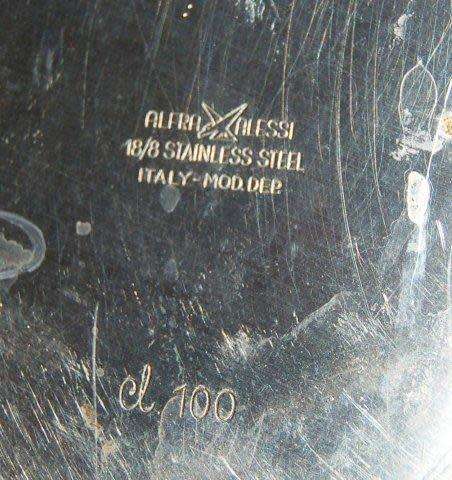 ALFRA ALESSI
18/8 STAINLESS STEEL
ITALY-MOD. DEP.
cl 100